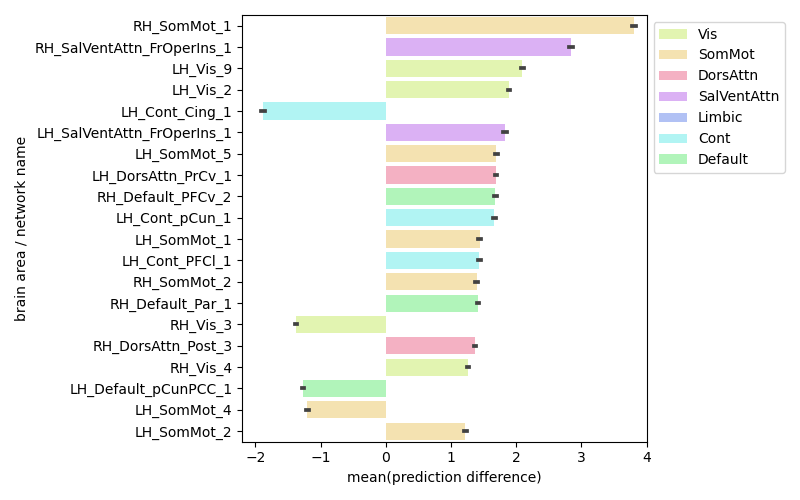 RH_SomMot_1
RH_SalVentAttn_FrOperIns_1
LH_Vis_9
LH_Vis_2
LH_Cont_Cing_1
LH_SalVentAttn_FrOperIns_1
LH_SomMot_5
LH_DorsAttn_PrCv_1
RH_Default_PFCv_2
LH_Cont_pCun_1
LH_SomMot_1
LH_Cont_PFCl_1
RH_SomMot_2
RH_Default_Par_1
RH_Vis_3
RH_DorsAttn_Post_3
RH_Vis_4
LH_Default_pCunPCC_1
LH_SomMot_4
LH_SomMot_2
brain area / network name
−2 −1 0 1 2 3 4
mean(prediction difference)
Vis
SomMot
DorsAttn
SalVentAttn
Limbic
Cont
Default